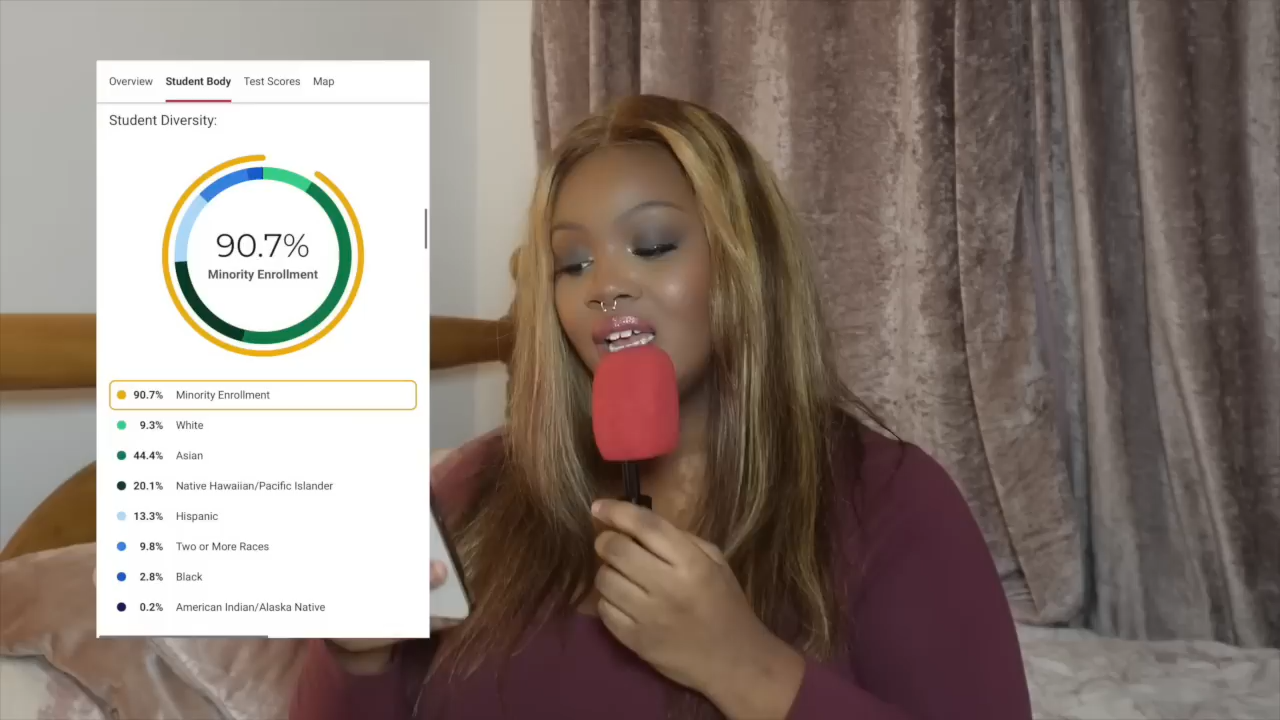 Overview Student Body Test Scores Map
Student Diversity:
90.7%
Minority Enrollment
90.7% Minority Enrollment
9.3% White
44.4% Asian
20.1% Native Hawaiian/Pacific Islander
13.3% Hispanic
9.8% Two or More Races
2.8% Black
0.2% American Indian/Alaska Native